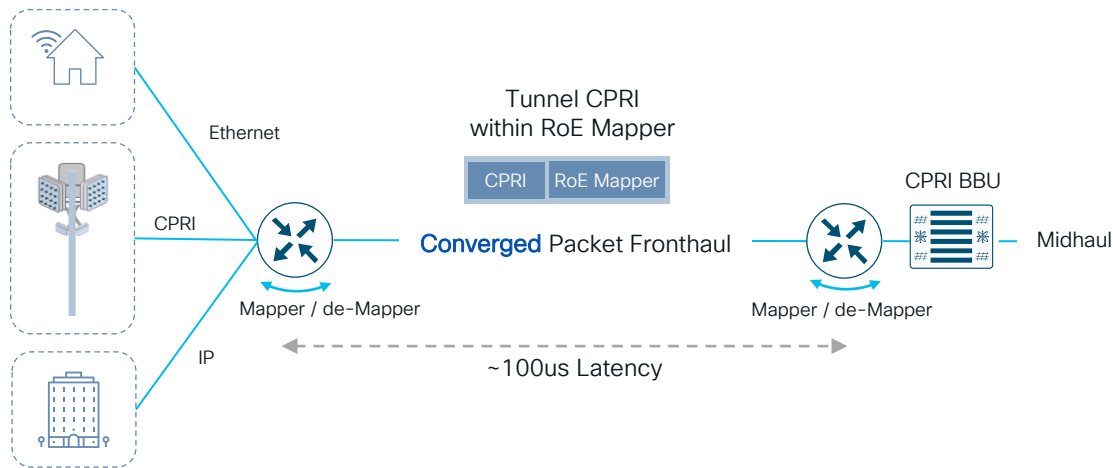 Ethernet
CPRI
IP
Mapper / de-Mapper
Tunnel CPRI
within RoE Mapper
CPRI
RoE Mapper
Converged Packet Fronthaul
~100us Latency
Mapper / de-Mapper
CPRI BBU
Midhaul